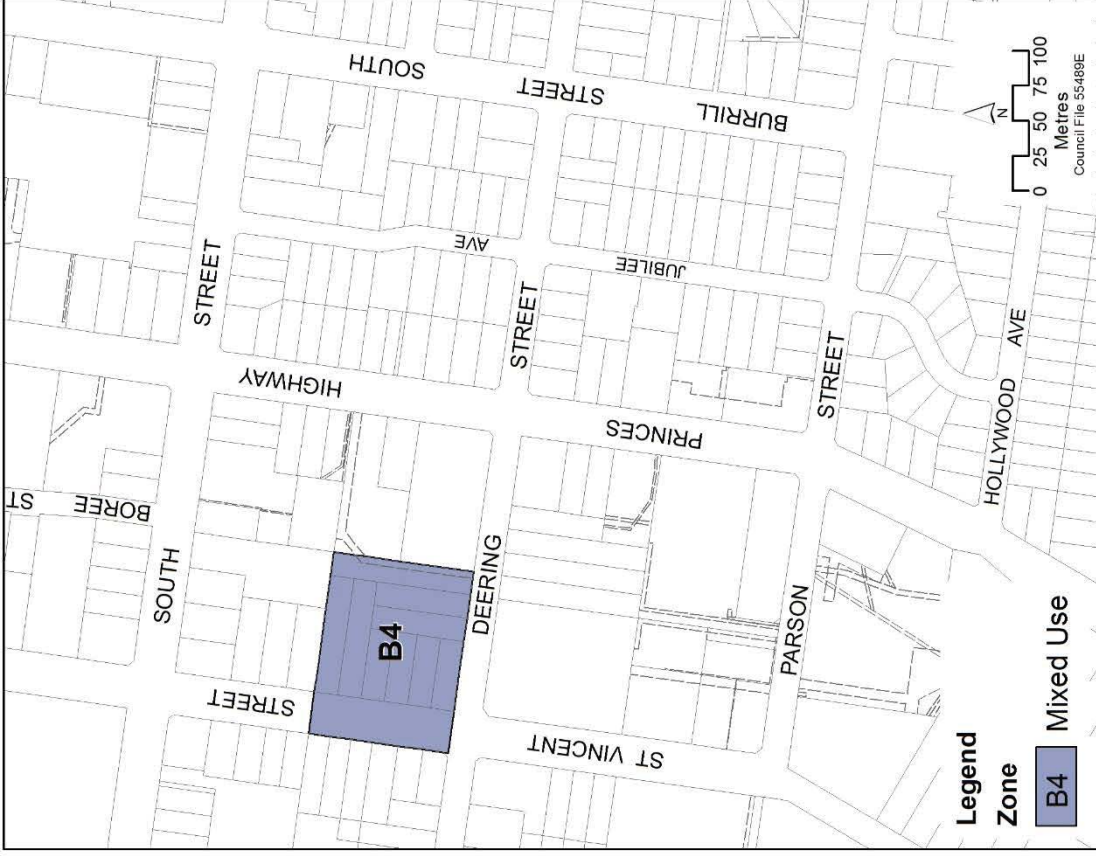 SOUTH
STREET
BURRILL
AVE
JUBILEE
STREET
STREET
STREET
HIGHWAY
PRINCES
BOREE ST
SOUTH
DEERING
PARSON
HOLLYWOOD AVE
STREET
ST VINCENT
B4
N
0 25 50 75 100
Metres
Council File 55489E
Legend
Zone
B4 Mixed Use